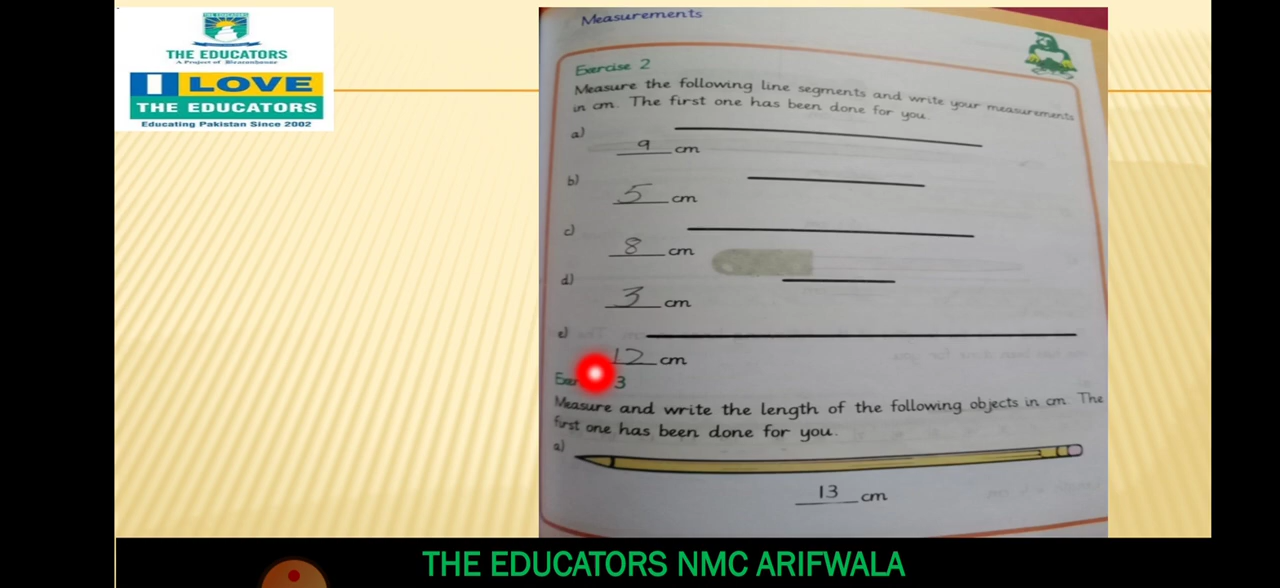 THE EDUCATORS
A Project of Beaconhouse
I LOVE
THE EDUCATORS
Educating Pakistan Since 2002
Measurements
Exercise 2
Measure the following line segments and write your measurements
in cm. The first one has been done for you.
a)
9 cm
b)
5 cm
c)
8 cm
d)
3 cm
e)
12 cm
3
Measure and write the length of the following objects in cm. The
first one has been done for you.
a)
13 cm
THE EDUCATORS NMC ARIFWALA